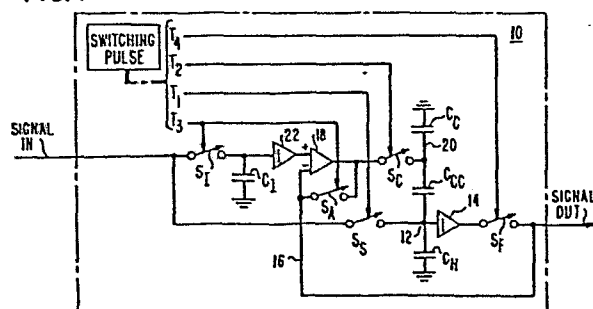 SWITCHING
PULSE
T4
T2
T1
T3
10
SIGNAL
IN
22
18
+
−
SI
C1
SA
SC
SS
CC
20
CCC
14
12
CH
SF
SIGNAL
OUT
16